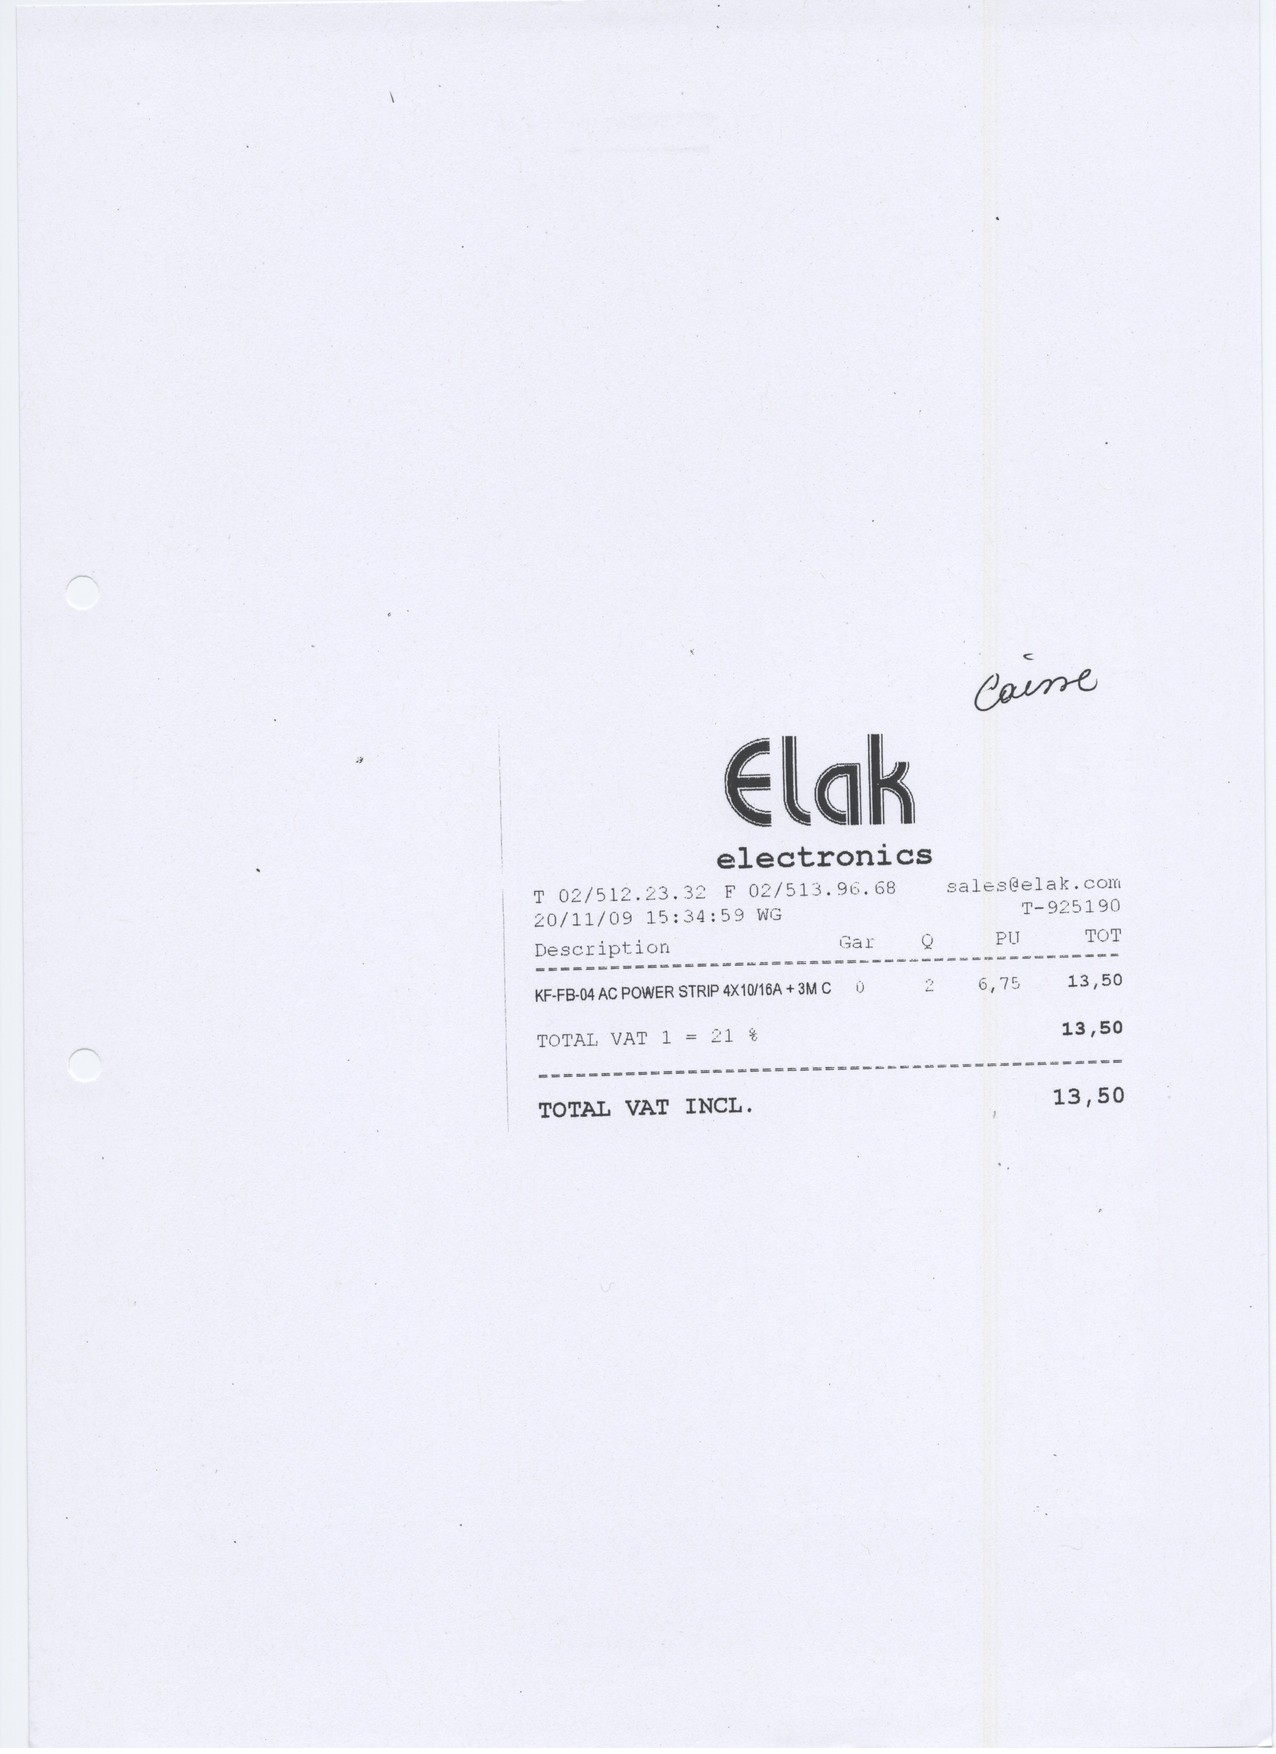 Caisse
Elak
electronics
T 02/512.23.32 F 02/513.96.68 sales@elak.com
20/11/09 15:34:59 WG T-925190
Description Gar Q PU TOT
KF-FB-04 AC POWER STRIP 4X10/16A + 3M C 0 2 6,75 13,50
TOTAL VAT 1 = 21 % 13,50
TOTAL VAT INCL. 13,50